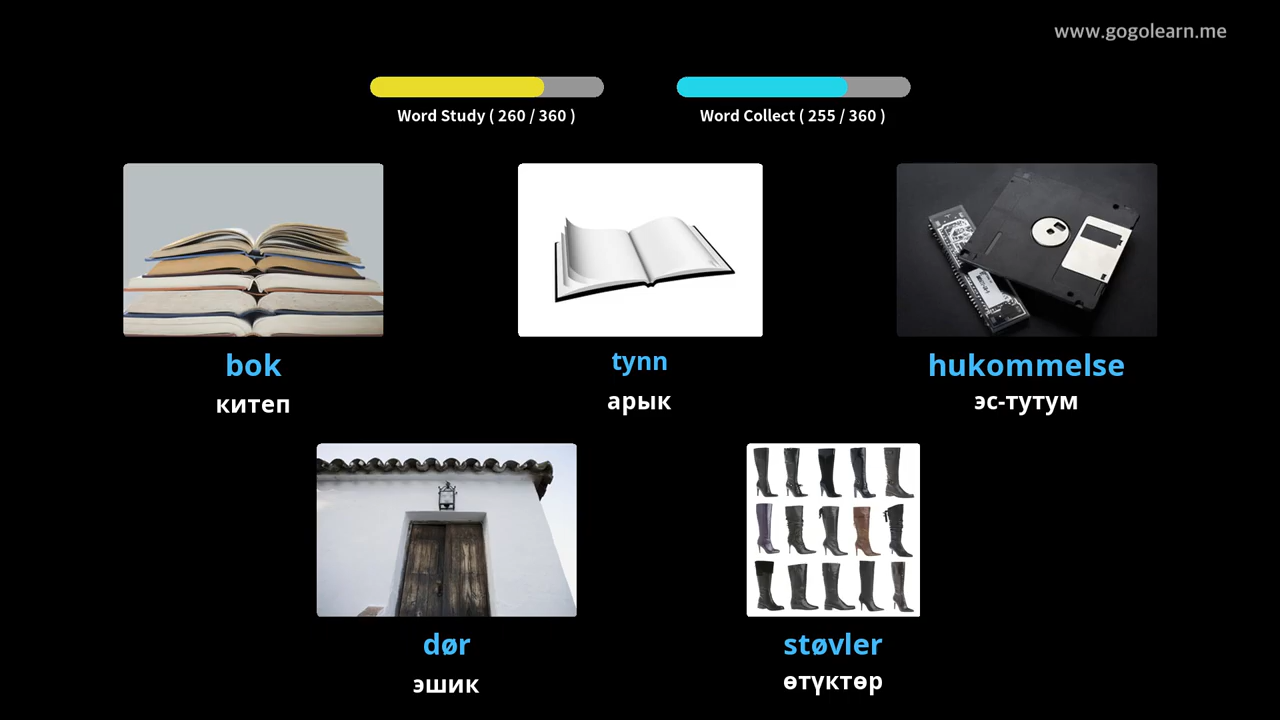 www.gogolearn.me
Word Study ( 260 / 360 )
Word Collect ( 255 / 360 )
bok
китеп
tynn
арык
hukommelse
эс-тутум
dør
эшик
støvler
өтүктөр